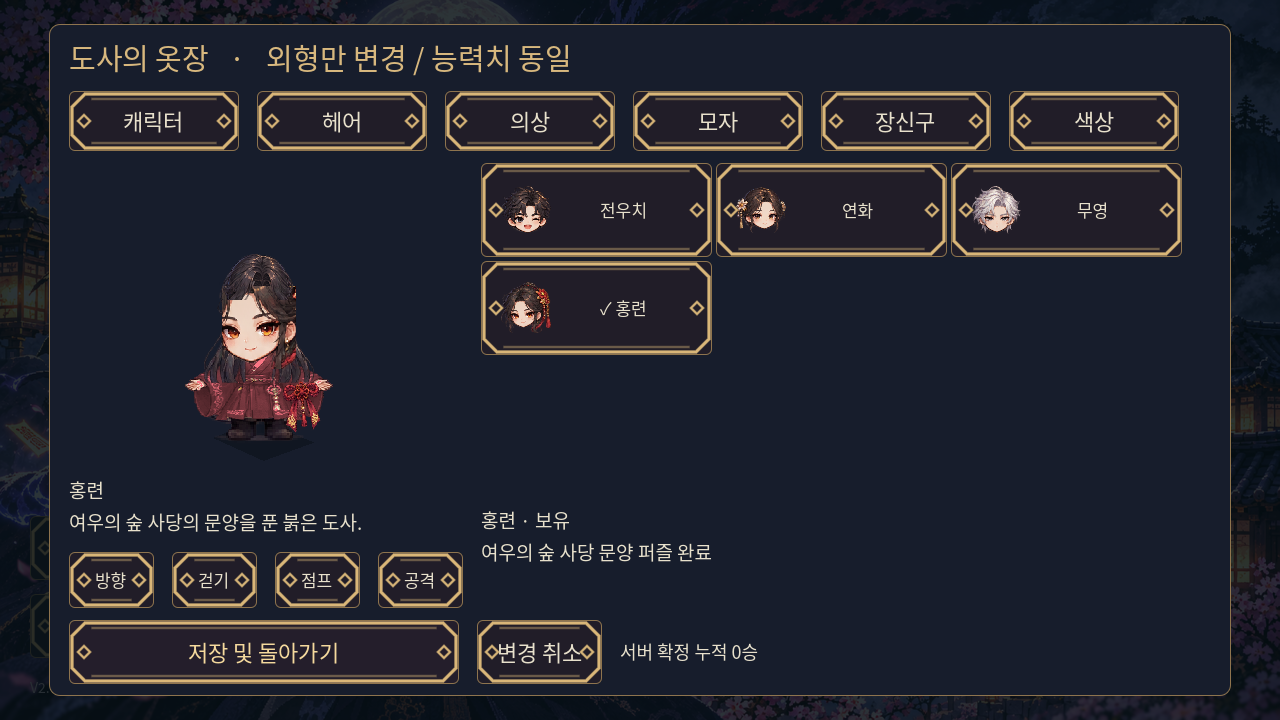 도사의 옷장 · 외형만 변경 / 능력치 동일
캐릭터
헤어
의상
모자
장신구
색상
전우치
연화
무영
✓ 홍련
홍련
여우의 숲 사당의 문양을 푼 붉은 도사.
홍련 · 보유
여우의 숲 사당 문양 퍼즐 완료
방향
걷기
점프
공격
저장 및 돌아가기
변경 취소
서버 확정 누적 0승